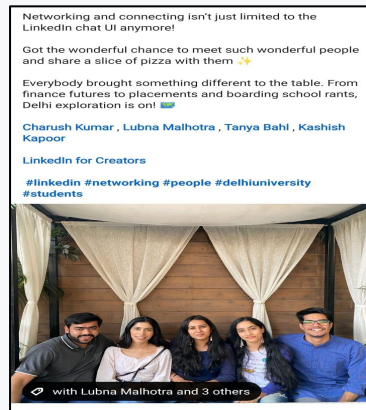 Networking and connecting isn't just limited to the
LinkedIn chat UI anymore!
Got the wonderful chance to meet such wonderful people
and share a slice of pizza with them ✨
Everybody brought something different to the table. From
finance futures to placements and boarding school rants,
Delhi exploration is on! 🗺️
Charush Kumar , Lubna Malhotra , Tanya Bahl , Kashish
Kapoor
LinkedIn for Creators
#linkedin #networking #people #delhiuniversity
#students
with Lubna Malhotra and 3 others